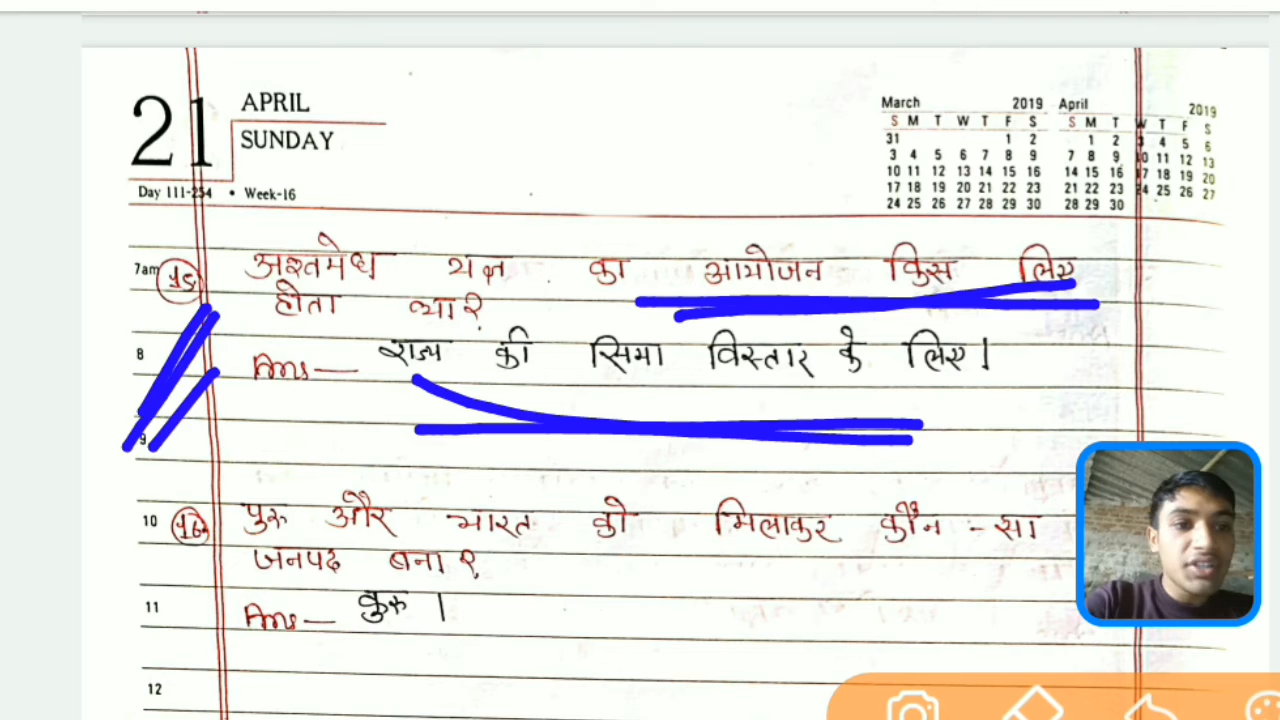 21
APRIL
SUNDAY
Day 111-254 • Week-16
March 2019
S M T W T F S
31 1 2
3 4 5 6 7 8 9
10 11 12 13 14 15 16
17 18 19 20 21 22 23
24 25 26 27 28 29 30
April 2019
S M T W T F S
1 2 3 4 5 6
7 8 9 10 11 12 13
14 15 16 17 18 19 20
21 22 23 24 25 26 27
28 29 30
7am 15 अश्वमेध यज्ञ का आयोजन किस लिए
होता था?
8 Ans— राज्य की सिमा विस्तार के लिए।
9
10 16 पुरू और भारत को मिलाकर कौन-सा
जनपद बना?
11 Ans— कुरू।
12